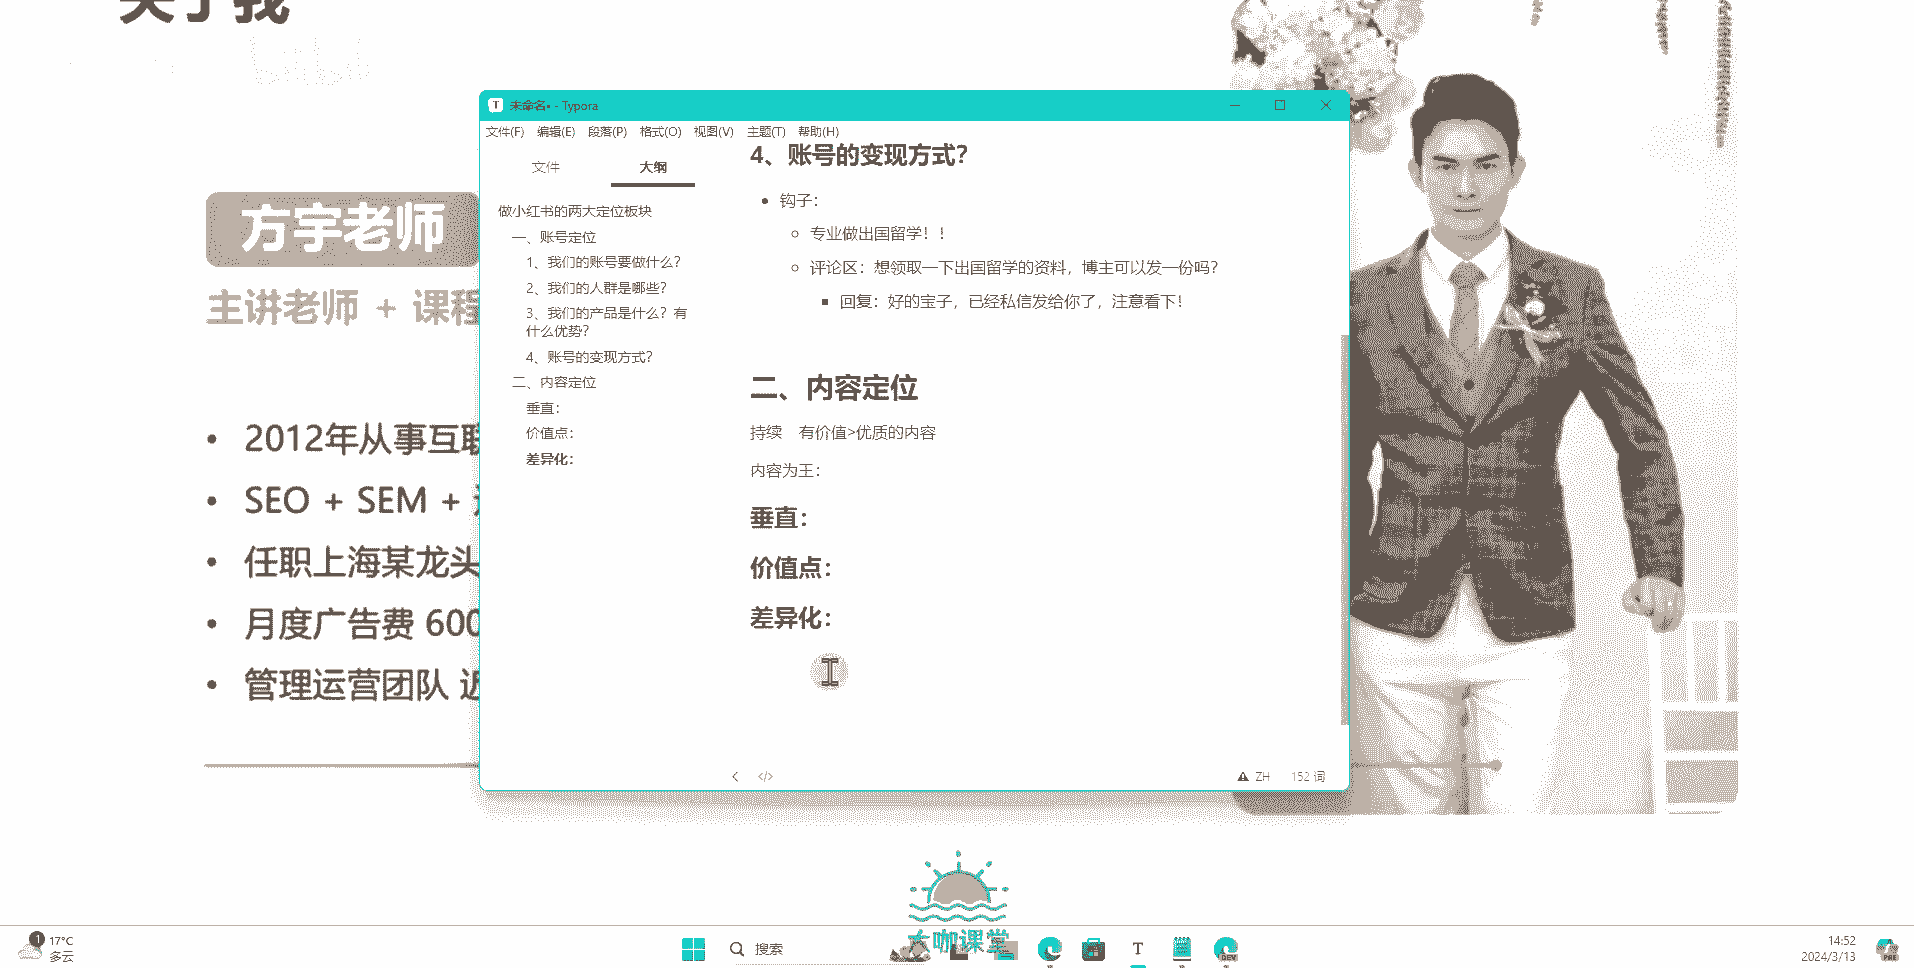 关于我
bilibili
方宇老师
主讲老师 + 课程
• 2012年从事互联
• SEO + SEM +
• 任职上海某龙头
• 月度广告费 600
• 管理运营团队 近
未命名• - Typora
文件(F) 编辑(E) 段落(P) 格式(O) 视图(V) 主题(T) 帮助(H)
文件 大纲
做小红书的两大定位板块
一、账号定位
1、我们的账号要做什么？
2、我们的人群是哪些？
3、我们的产品是什么？有
什么优势？
4、账号的变现方式？
二、内容定位
垂直：
价值点：
差异化：
4、账号的变现方式？
• 钩子：
专业做出国留学！！
评论区：想领取一下出国留学的资料，博主可以发一份吗？
回复：好的宝子，已经私信发给你了，注意看下！
二、内容定位
持续 有价值>优质的内容
内容为王：
垂直：
价值点：
差异化：
ZH 152 词
大咖课堂
1
17°C
多云
搜索
T
DEV
14:52
2024/3/13
PRE